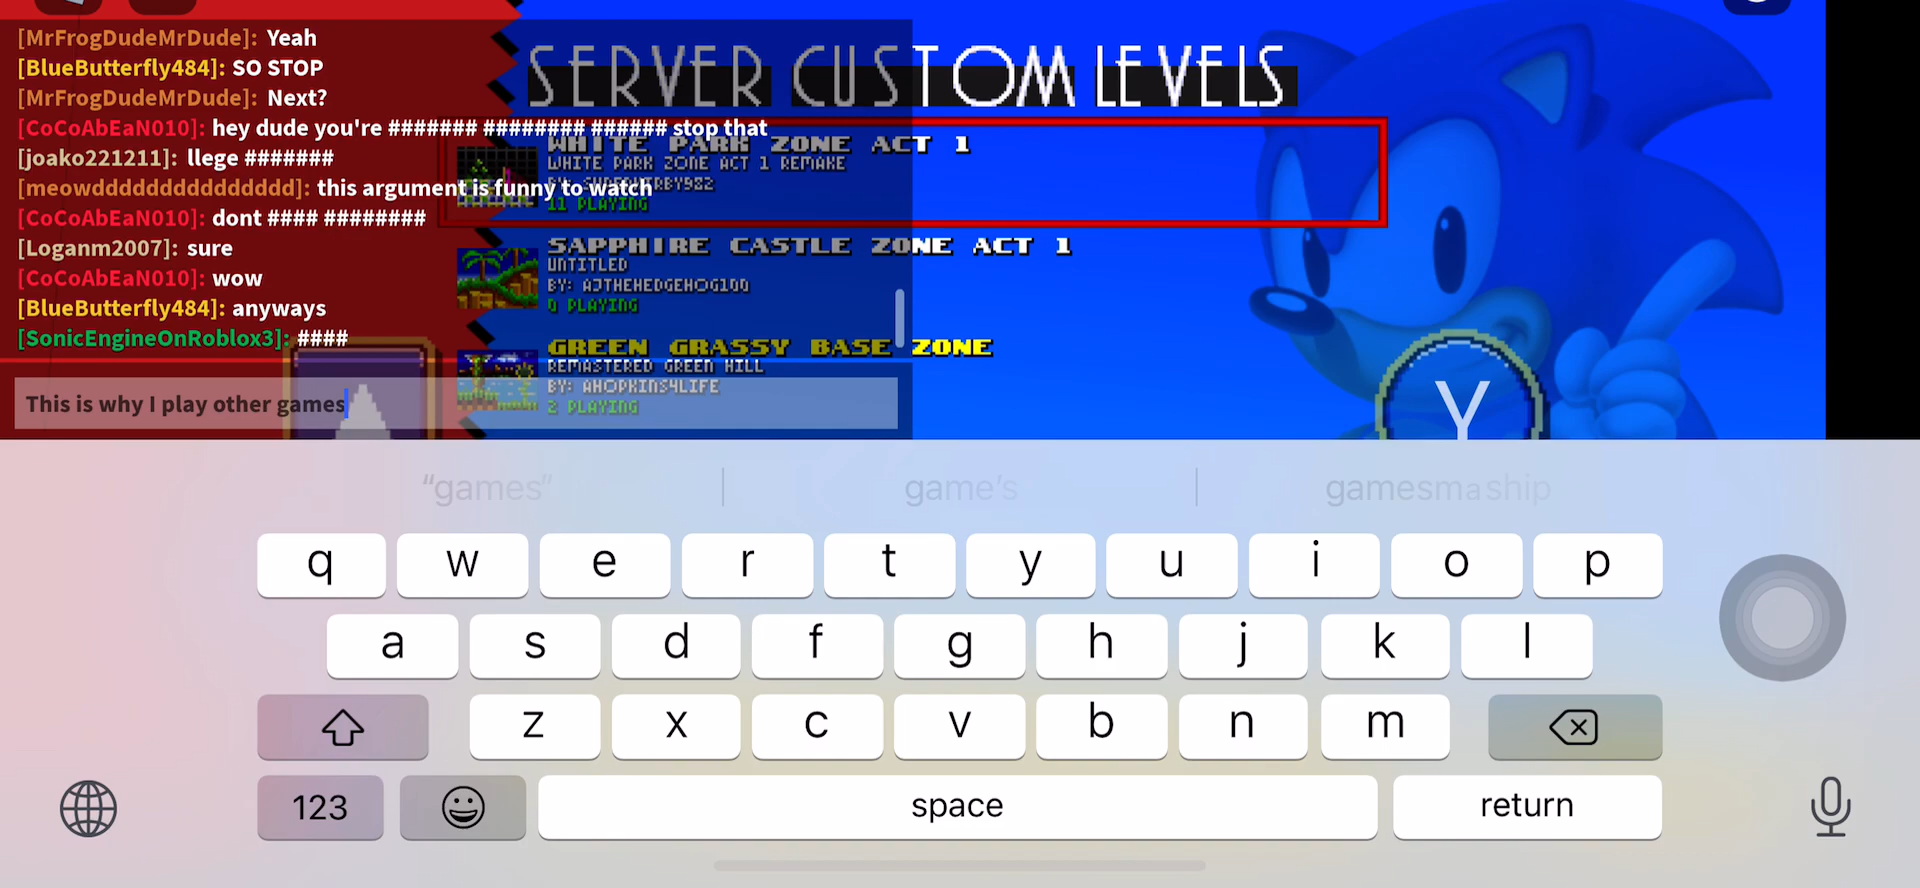 [MrFrogDudeMrDude]: Yeah
[BlueButterfly484]: SO STOP
[MrFrogDudeMrDude]: Next?
[CoCoAbEaN010]: hey dude you're ####### ######## ###### stop that
[joako221211]: llege #######
[meowddddddddddddddd]: this argument is funny to watch
[CoCoAbEaN010]: dont #### ########
[Loganm2007]: sure
[CoCoAbEaN010]: wow
[BlueButterfly484]: anyways
[SonicEngineOnRoblox3]: ####
This is why I play other games
SERVER CUSTOM LEVELS
WHITE PARK ZONE ACT 1
WHITE PARK ZONE ACT 1 REMAKE
11 PLAYING
SAPPHIRE CASTLE ZONE ACT 1
UNTITLED
BY: AJTHEHEDGEHOG100
0 PLAYING
GREEN GRASSY BASE ZONE
REMASTERED GREEN HILL
BY: AHOPKINS4LIFE
2 PLAYING
Y
“games”
game's
gamesmaship
q w e r t y u i o p
a s d f g h j k l
z x c v b n m
123
space
return